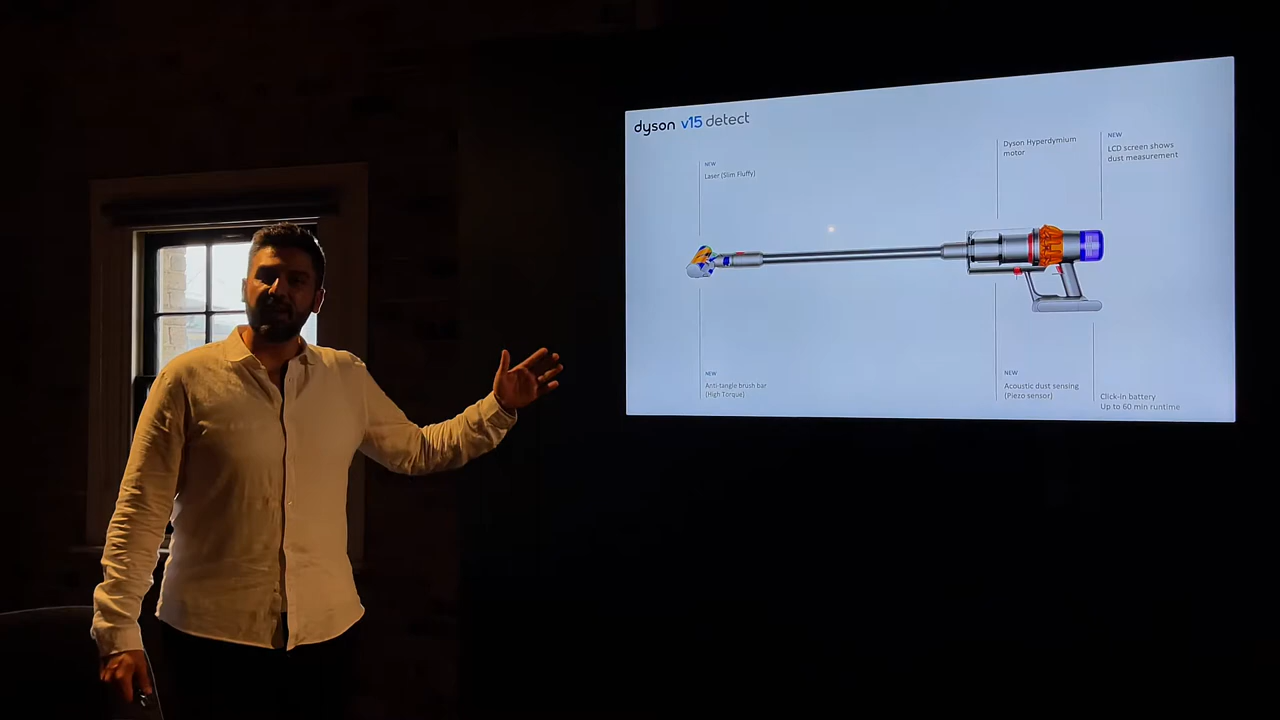 dyson v15 detect
NEW
Laser (Slim Fluffy)
Dyson Hyperdymium
motor
NEW
LCD screen shows
dust measurement
NEW
Anti-tangle brush bar
(High Torque)
NEW
Acoustic dust sensing
(Piezo sensor)
Click-in battery
Up to 60 min runtime